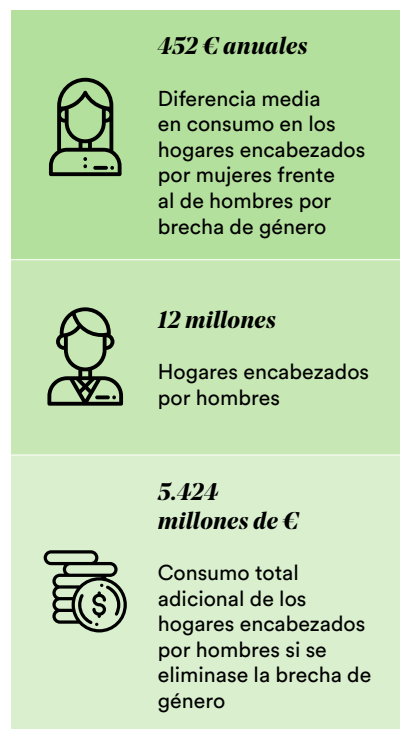 452 € anuales
Diferencia media
en consumo en los
hogares encabezados
por mujeres frente
al de hombres por
brecha de género
12 millones
Hogares encabezados
por hombres
5.424
millones de €
Consumo total
adicional de los
hogares encabezados
por hombres si se
eliminase la brecha de
género
$